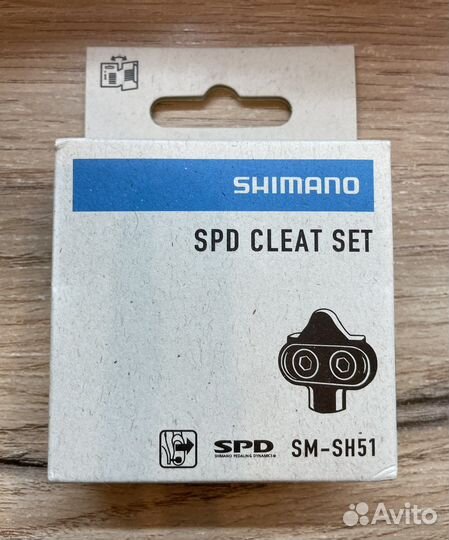 SHIMANO
SPD CLEAT SET
SPD SM-SH51
SHIMANO PEDALING DYNAMICS
Avito